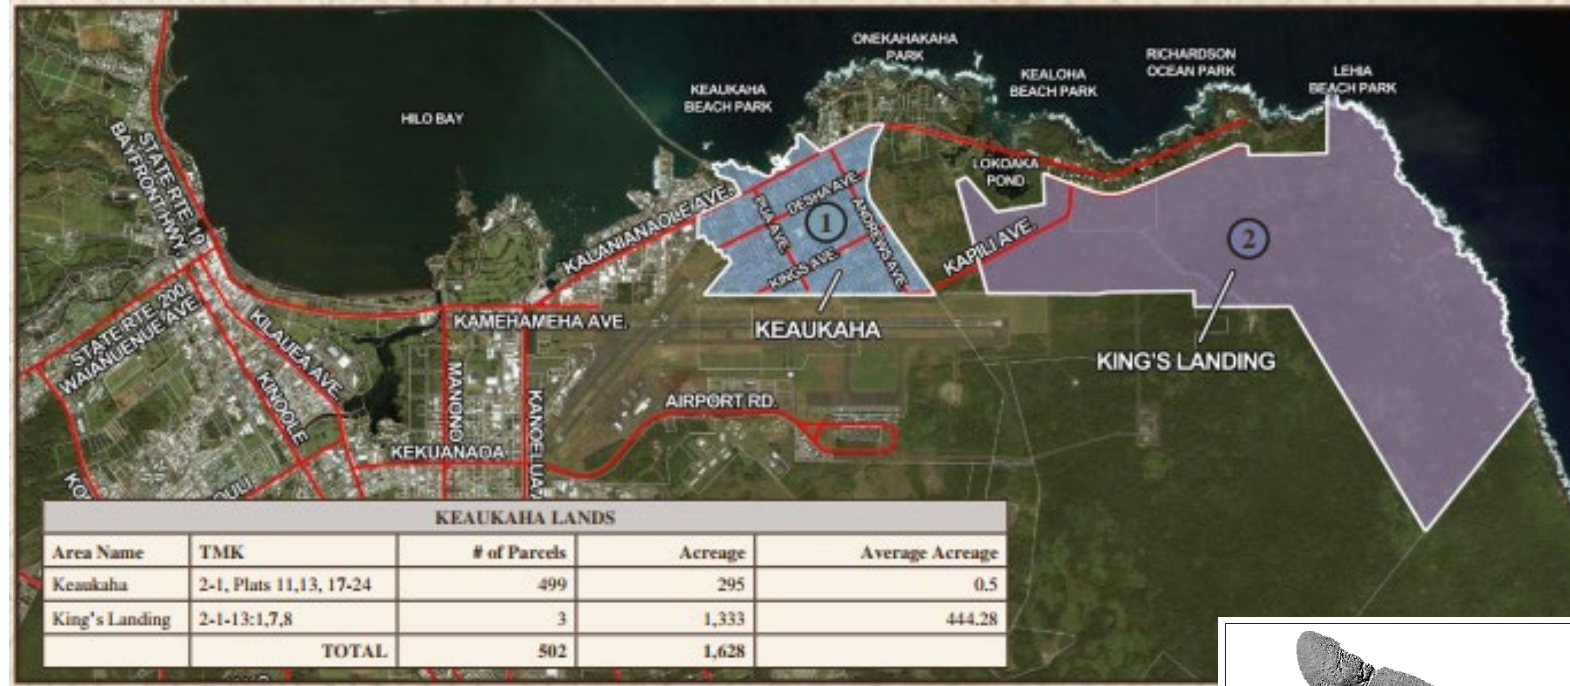 ONEKAHAKAHA
PARK
RICHARDSON
OCEAN PARK
KEAUKAHA
BEACH PARK
KEALOHA
BEACH PARK
LEHIA
BEACH PARK
HILO BAY
STATE RTE. 19
BAYFRONT HWY.
LOKOAKA
POND
KALANIANAOLE AVE.
PUA AVE.
DESHA AVE.
ANDREWS AVE.
KINGS AVE.
1
KAPILI AVE.
2
STATE RTE. 200
WAIANUENUE AVE.
KILAUEA AVE.
KAMEHAMEHA AVE.
KEAUKAHA
KING'S LANDING
KINOOLE
MANONO
AIRPORT RD.
KEKUANAOA
KEAUKAHA LANDS
Area Name TMK # of Parcels Acreage Average Acreage
Keaukaha 2-1, Plats 11,13, 17-24 499 295 0.5
King's Landing 2-1-13:1,7,8 3 1,333 444.28
TOTAL 502 1,628